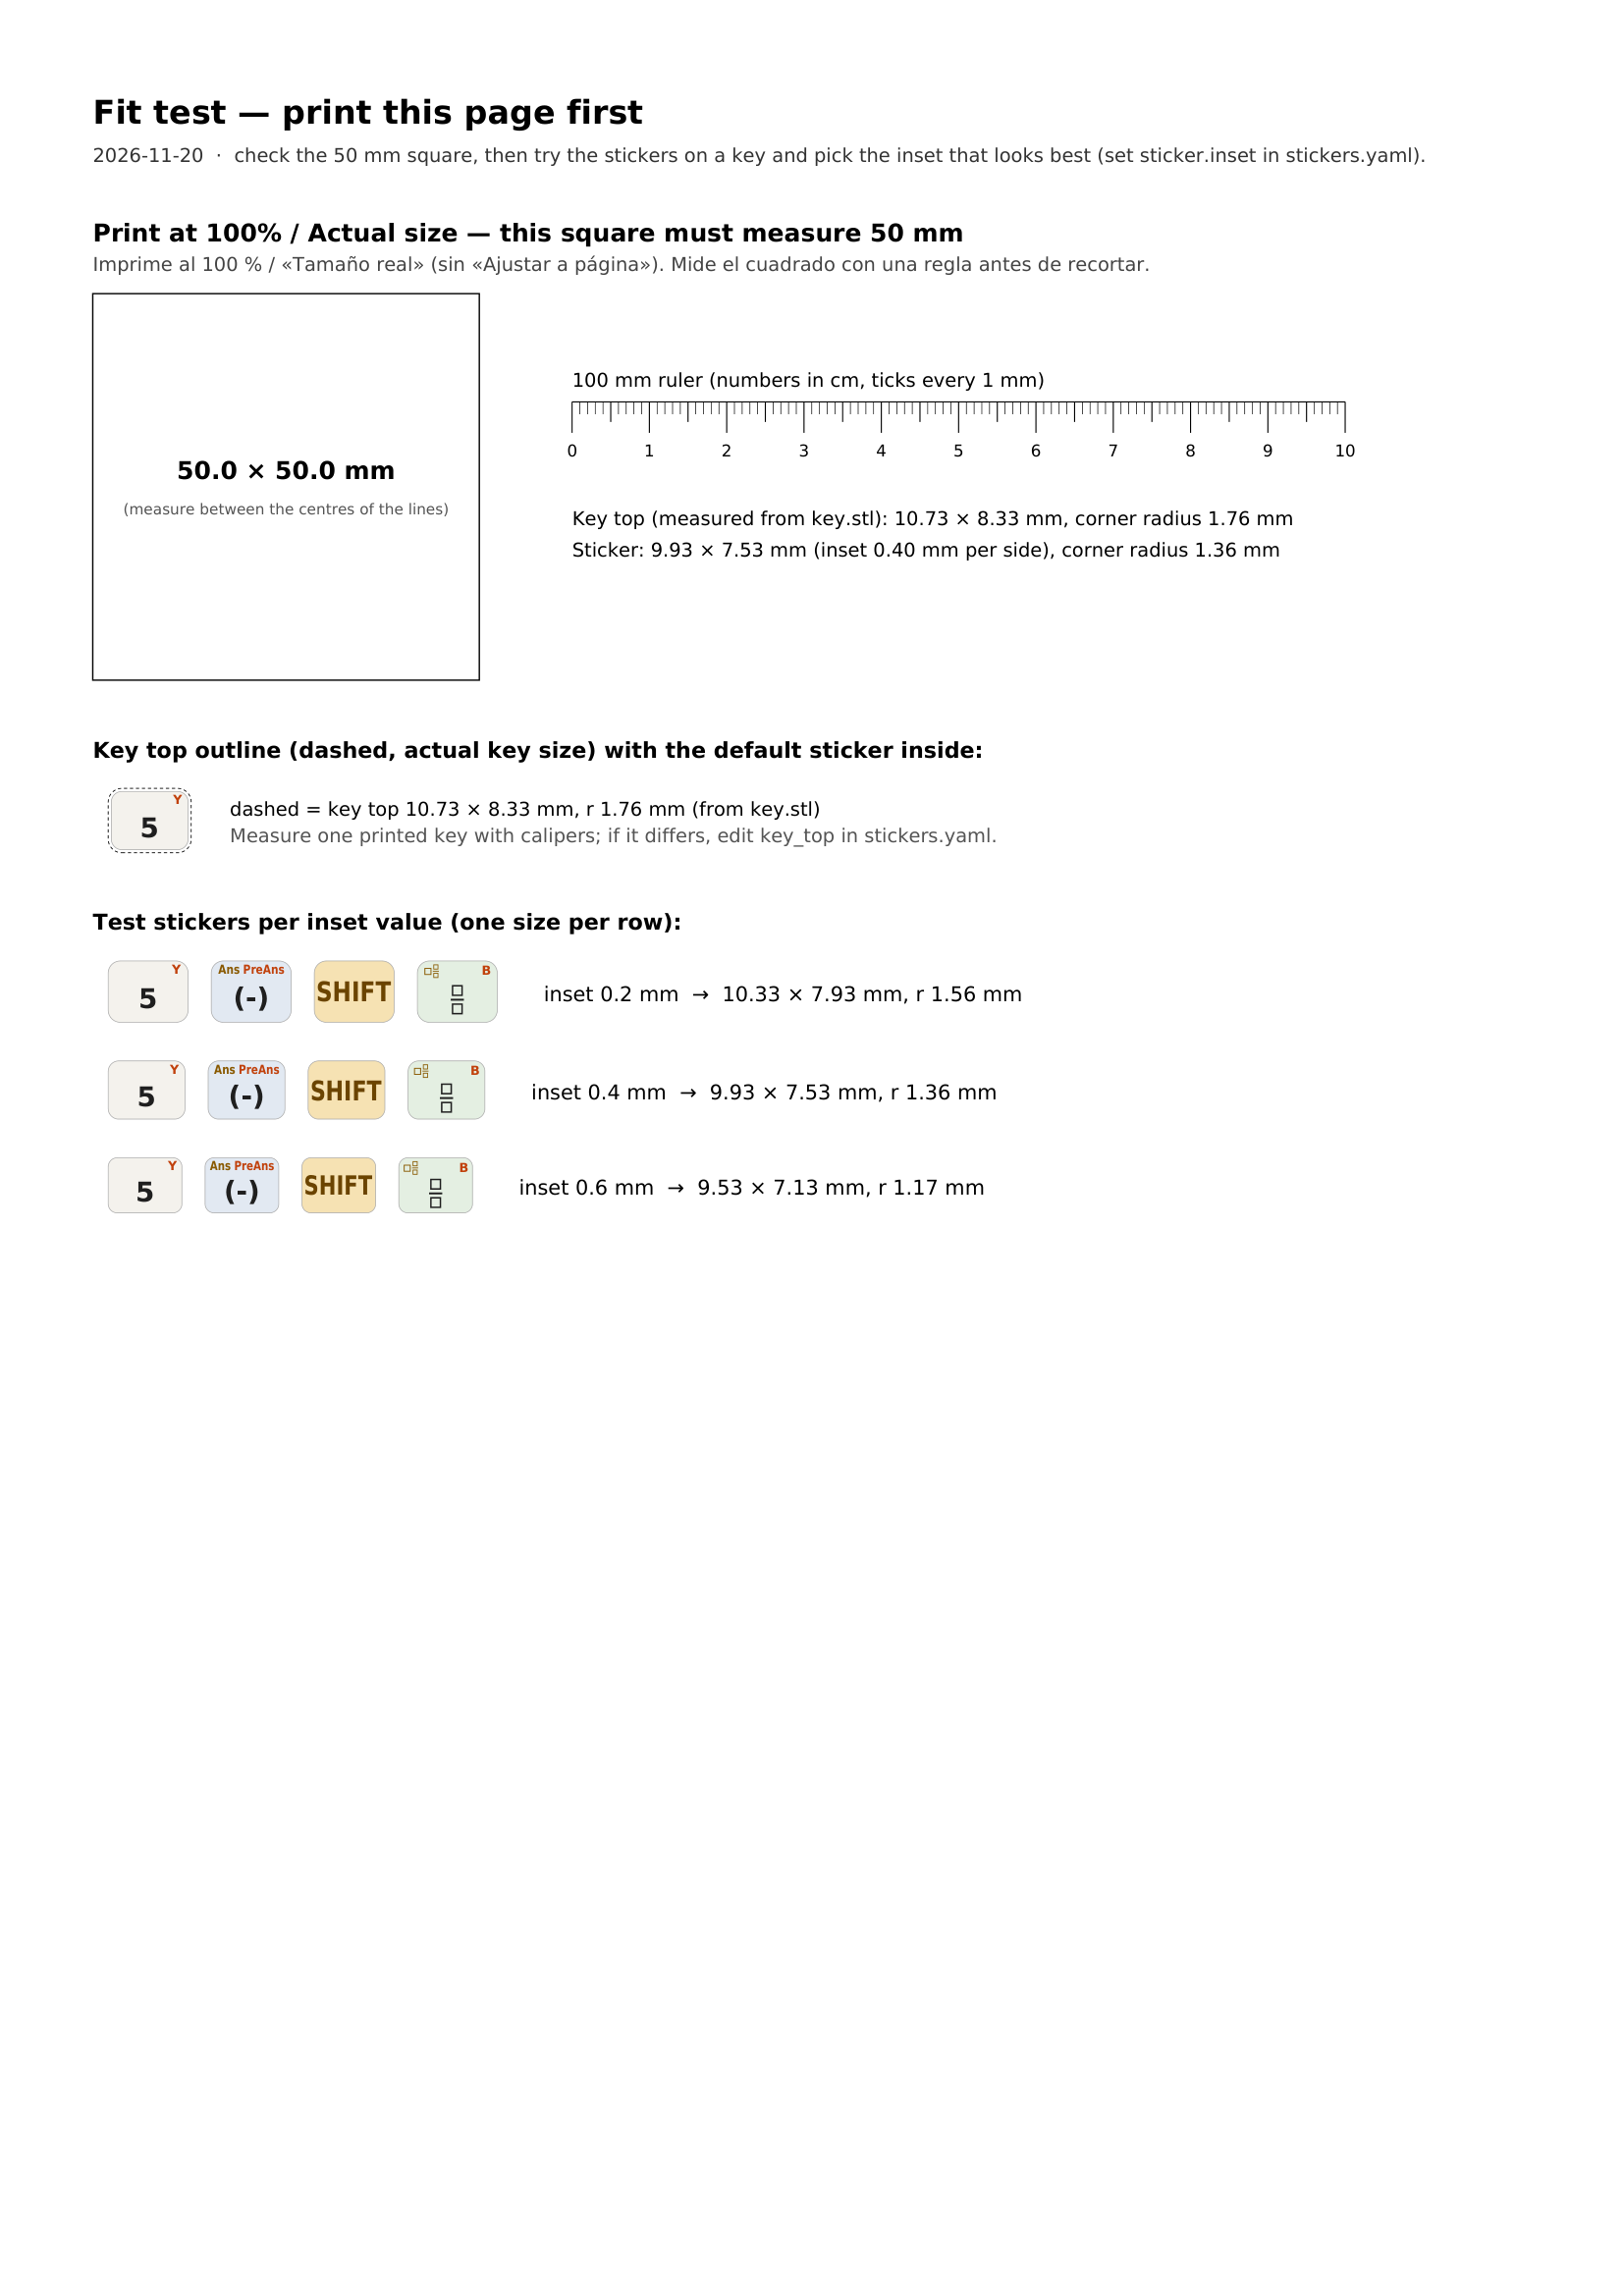 Fit test — print this page first
2026-11-20 · check the 50 mm square, then try the stickers on a key and pick the inset that looks best (set sticker.inset in stickers.yaml).
Print at 100% / Actual size — this square must measure 50 mm
Imprime al 100 % / «Tamaño real» (sin «Ajustar a página»). Mide el cuadrado con una regla antes de recortar.
50.0 × 50.0 mm
(measure between the centres of the lines)
100 mm ruler (numbers in cm, ticks every 1 mm)
0 1 2 3 4 5 6 7 8 9 10
Key top (measured from key.stl): 10.73 × 8.33 mm, corner radius 1.76 mm
Sticker: 9.93 × 7.53 mm (inset 0.40 mm per side), corner radius 1.36 mm
Key top outline (dashed, actual key size) with the default sticker inside:
Y
5
dashed = key top 10.73 × 8.33 mm, r 1.76 mm (from key.stl)
Measure one printed key with calipers; if it differs, edit key_top in stickers.yaml.
Test stickers per inset value (one size per row):
Y Ans PreAns B
5 (-) SHIFT
inset 0.2 mm → 10.33 × 7.93 mm, r 1.56 mm
Y Ans PreAns B
5 (-) SHIFT
inset 0.4 mm → 9.93 × 7.53 mm, r 1.36 mm
Y Ans PreAns B
5 (-) SHIFT
inset 0.6 mm → 9.53 × 7.13 mm, r 1.17 mm